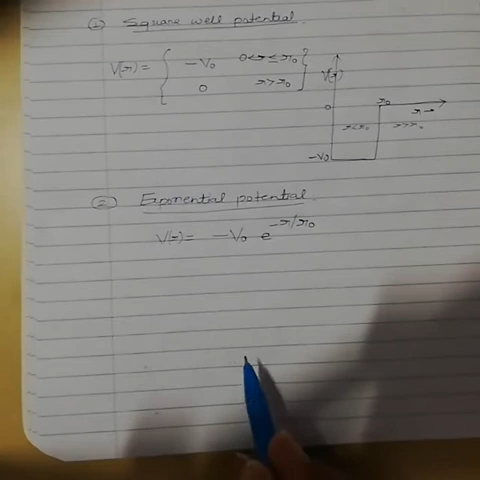 ① Square well potential.
V(r) = { -V₀ 0<r≤r₀
0 r>r₀ }
V(r)
0
r₀
r→
r<r₀ r>r₀
-V₀
② Exponential potential.
V(r) = -V₀ e^{-r/r₀}